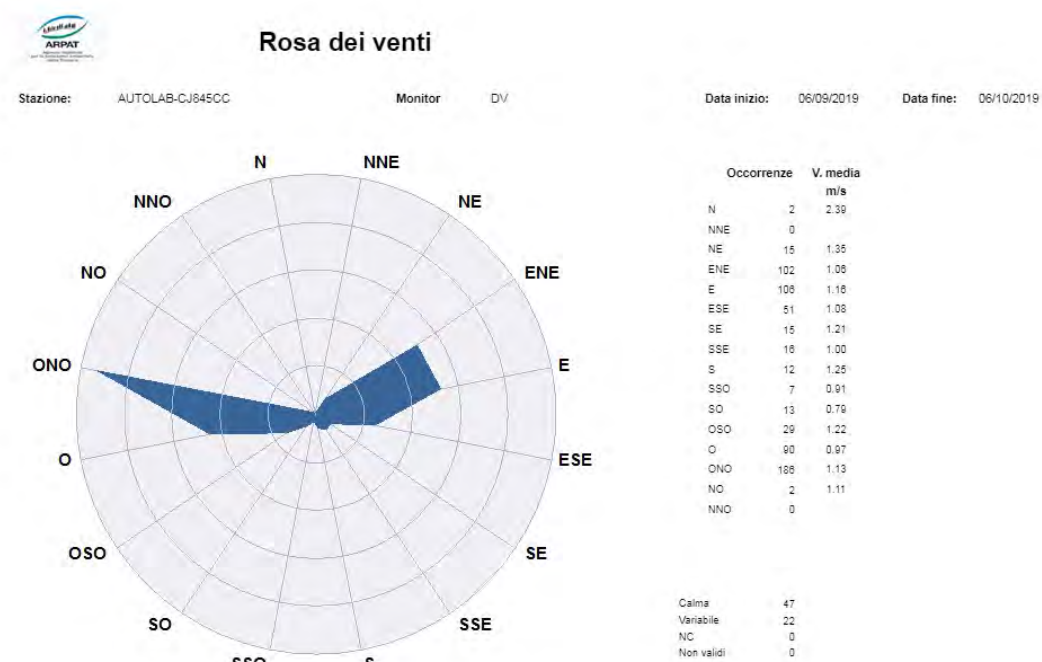 ARPAT
Rosa dei venti
Stazione: AUTOLAB-CJ845CC Monitor DV Data inizio: 06/09/2019 Data fine: 06/10/2019
N NNE
NNO NE
NO ENE
ONO E
O ESE
OSO SE
SO SSE
SSO S
Occorrenze V. media
m/s
N 2 2.39
NNE 0
NE 15 1.35
ENE 102 1.06
E 106 1.16
ESE 51 1.08
SE 15 1.21
SSE 16 1.00
S 12 1.25
SSO 7 0.91
SO 13 0.79
OSO 29 1.22
O 90 0.97
ONO 186 1.13
NO 2 1.11
NNO 0
Calma 47
Variabile 22
NC 0
Non validi 0